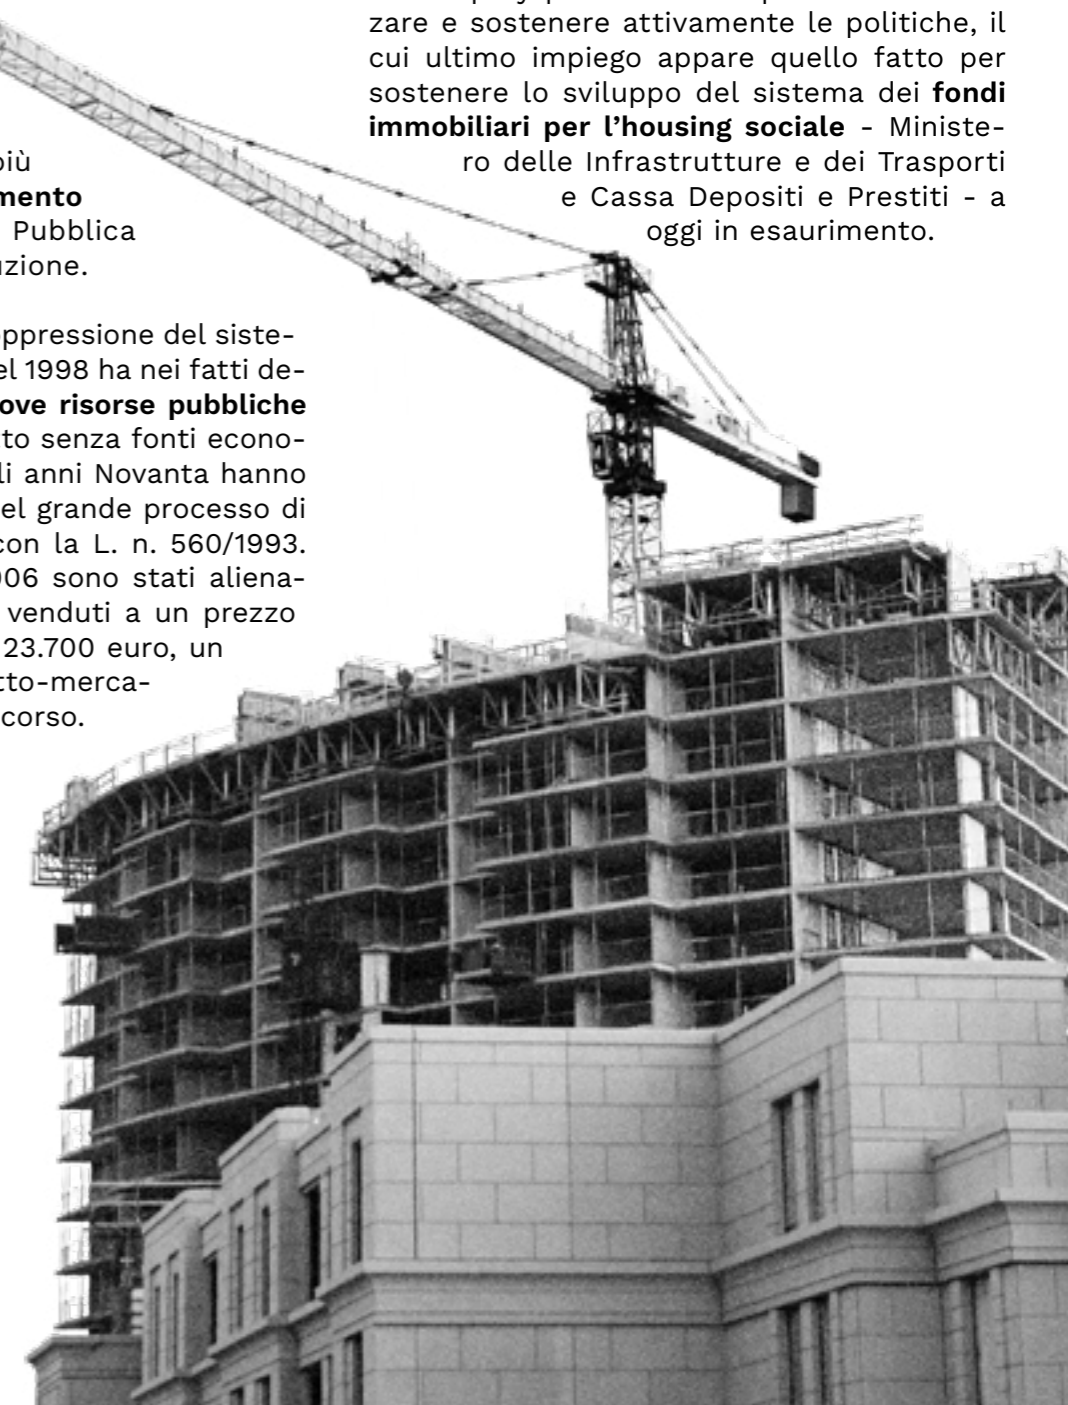 più
mento
Pubblica
uzione.
oppressione del siste-
el 1998 ha nei fatti de-
ove risorse pubbliche
to senza fonti econo-
li anni Novanta hanno
el grande processo di
con la L. n. 560/1993.
006 sono stati aliena-
venduti a un prezzo
23.700 euro, un
tto-merca-
corso.
zare e sostenere attivamente le politiche, il
cui ultimo impiego appare quello fatto per
sostenere lo sviluppo del sistema dei fondi
immobiliari per l’housing sociale - Ministe-
ro delle Infrastrutture e dei Trasporti
e Cassa Depositi e Prestiti - a
oggi in esaurimento.